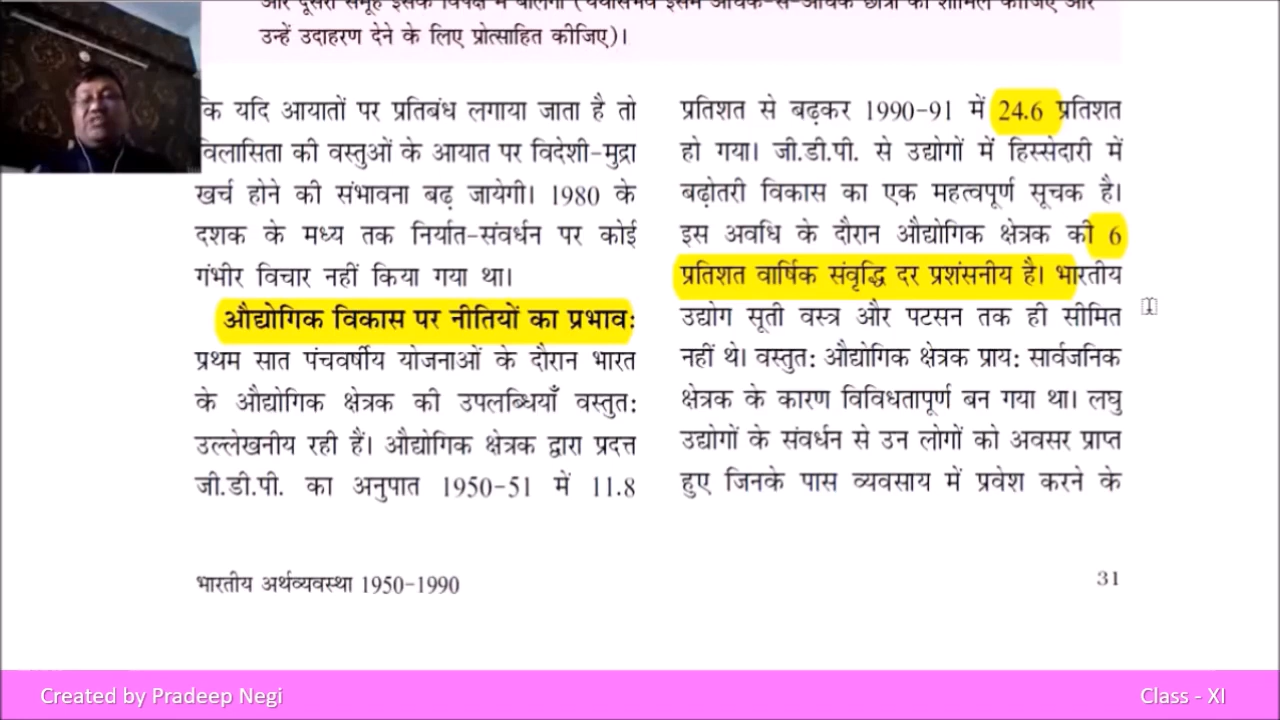 उन्हें उदाहरण देने के लिए प्रोत्साहित कीजिए)।
कि यदि आयातों पर प्रतिबंध लगाया जाता है तो
विलासिता की वस्तुओं के आयात पर विदेशी-मुद्रा
खर्च होने की संभावना बढ़ जायेगी। 1980 के
दशक के मध्य तक निर्यात-संवर्धन पर कोई
गंभीर विचार नहीं किया गया था।
औद्योगिक विकास पर नीतियों का प्रभाव:
प्रथम सात पंचवर्षीय योजनाओं के दौरान भारत
के औद्योगिक क्षेत्रक की उपलब्धियाँ वस्तुत:
उल्लेखनीय रही हैं। औद्योगिक क्षेत्रक द्वारा प्रदत्त
जी.डी.पी. का अनुपात 1950-51 में 11.8
प्रतिशत से बढ़कर 1990-91 में 24.6 प्रतिशत
हो गया। जी.डी.पी. से उद्योगों में हिस्सेदारी में
बढ़ोतरी विकास का एक महत्वपूर्ण सूचक है।
इस अवधि के दौरान औद्योगिक क्षेत्रक की 6
प्रतिशत वार्षिक संवृद्धि दर प्रशंसनीय है। भारतीय
उद्योग सूती वस्त्र और पटसन तक ही सीमित
नहीं थे। वस्तुत: औद्योगिक क्षेत्रक प्राय: सार्वजनिक
क्षेत्रक के कारण विविधतापूर्ण बन गया था। लघु
उद्योगों के संवर्धन से उन लोगों को अवसर प्राप्त
हुए जिनके पास व्यवसाय में प्रवेश करने के
भारतीय अर्थव्यवस्था 1950-1990
31
Created by Pradeep Negi
Class - XI